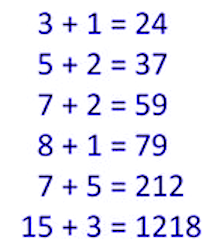 3 + 1 = 24
5 + 2 = 37
7 + 2 = 59
8 + 1 = 79
7 + 5 = 212
15 + 3 = 1218